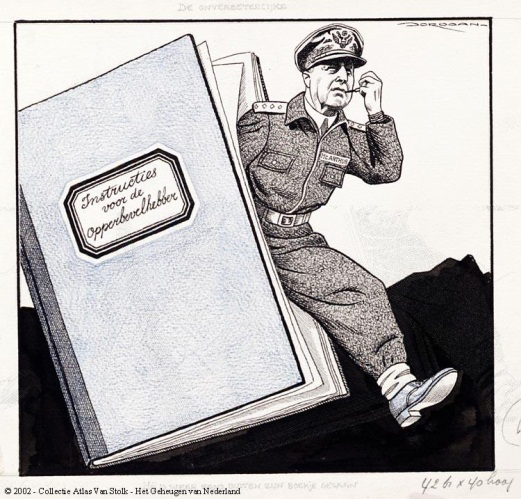 DE ONVERBETERLIJKE
JORDAAN
Instructies
voor de
Opperbevelhebber
42 br x 40 hoog
© 2002 - Collectie Atlas Van Stolk - Het Geheugen van Nederland